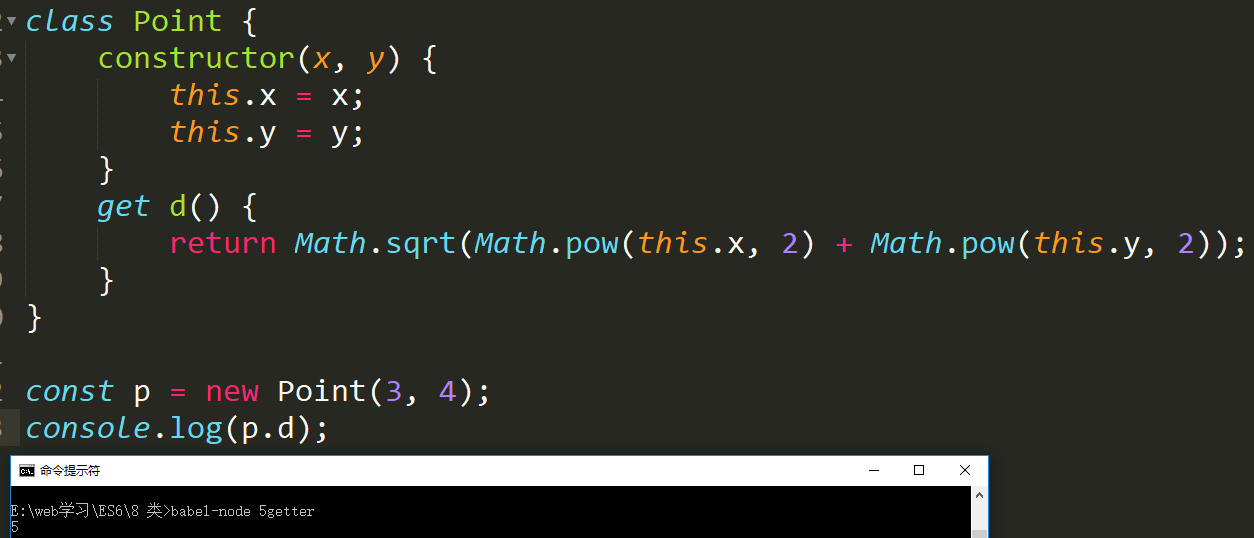 class Point {
constructor(x, y) {
this.x = x;
this.y = y;
}
get d() {
return Math.sqrt(Math.pow(this.x, 2) + Math.pow(this.y, 2));
}
}
const p = new Point(3, 4);
console.log(p.d);
命令提示符
E:\web学习\ES6\8 类>babel-node 5getter
5